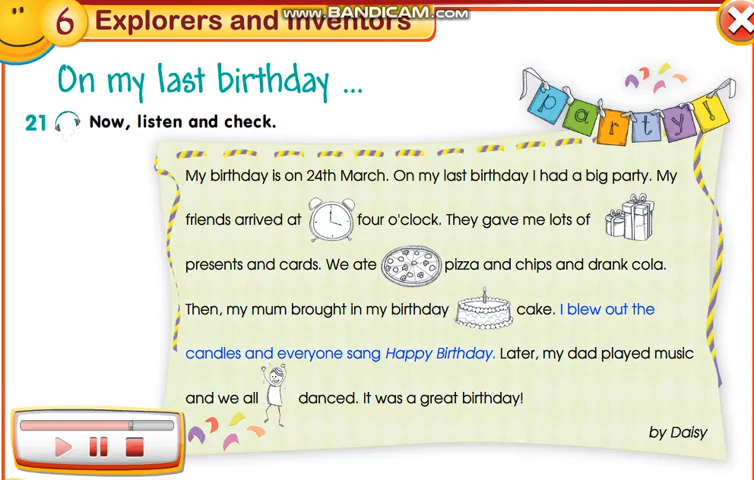 www.BANDICAM.com
6 Explorers and Inventors
On my last birthday ...
party!
21 Now, listen and check.
My birthday is on 24th March. On my last birthday I had a big party. My
friends arrived at four o'clock. They gave me lots of
presents and cards. We ate pizza and chips and drank cola.
Then, my mum brought in my birthday cake. I blew out the
candles and everyone sang Happy Birthday. Later, my dad played music
and we all danced. It was a great birthday!
by Daisy